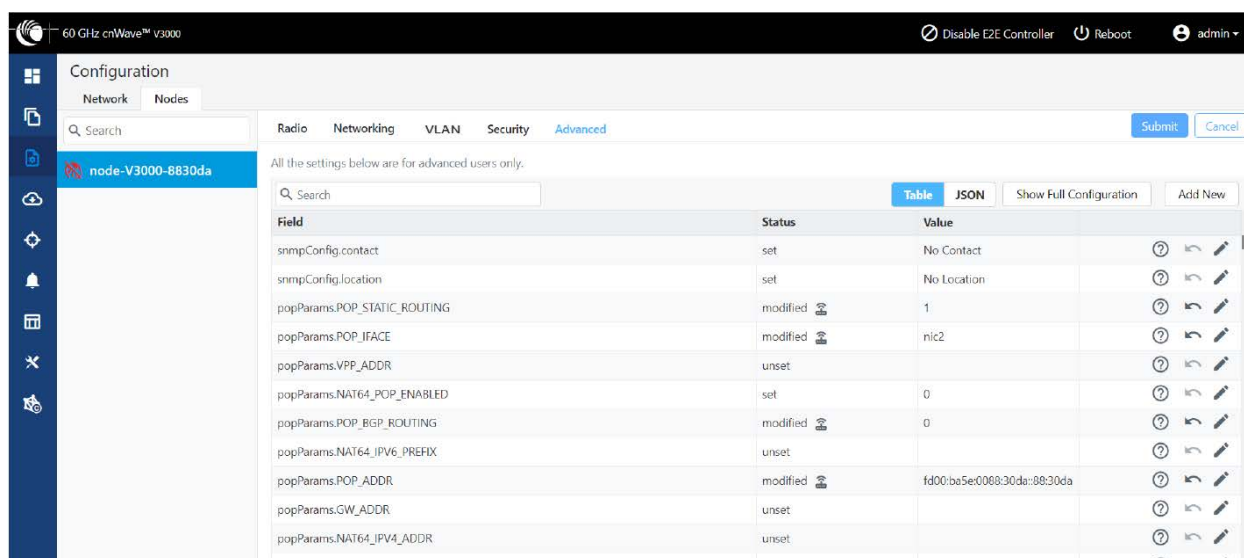 60 GHz cnWave™ V3000 Disable E2E Controller Reboot admin
Configuration
Network Nodes
Search Radio Networking VLAN Security Advanced Submit Cancel
node-V3000-8830da All the settings below are for advanced users only.
Search Table JSON Show Full Configuration Add New
Field Status Value
snmpConfig.contact set No Contact
snmpConfig.location set No Location
popParams.POP_STATIC_ROUTING modified 1
popParams.POP_IFACE modified nic2
popParams.VPP_ADDR unset
popParams.NAT64_POP_ENABLED set 0
popParams.POP_BGP_ROUTING modified 0
popParams.NAT64_IPV6_PREFIX unset
popParams.POP_ADDR modified fd00:ba5e:0088:30da::88:30da
popParams.GW_ADDR unset
popParams.NAT64_IPV4_ADDR unset